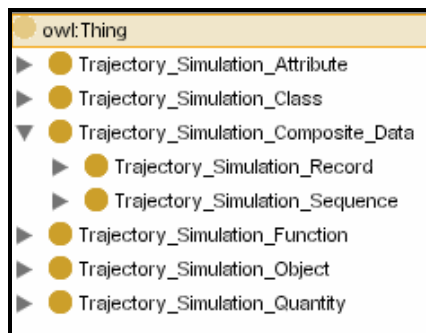 owl:Thing
Trajectory_Simulation_Attribute
Trajectory_Simulation_Class
Trajectory_Simulation_Composite_Data
Trajectory_Simulation_Record
Trajectory_Simulation_Sequence
Trajectory_Simulation_Function
Trajectory_Simulation_Object
Trajectory_Simulation_Quantity